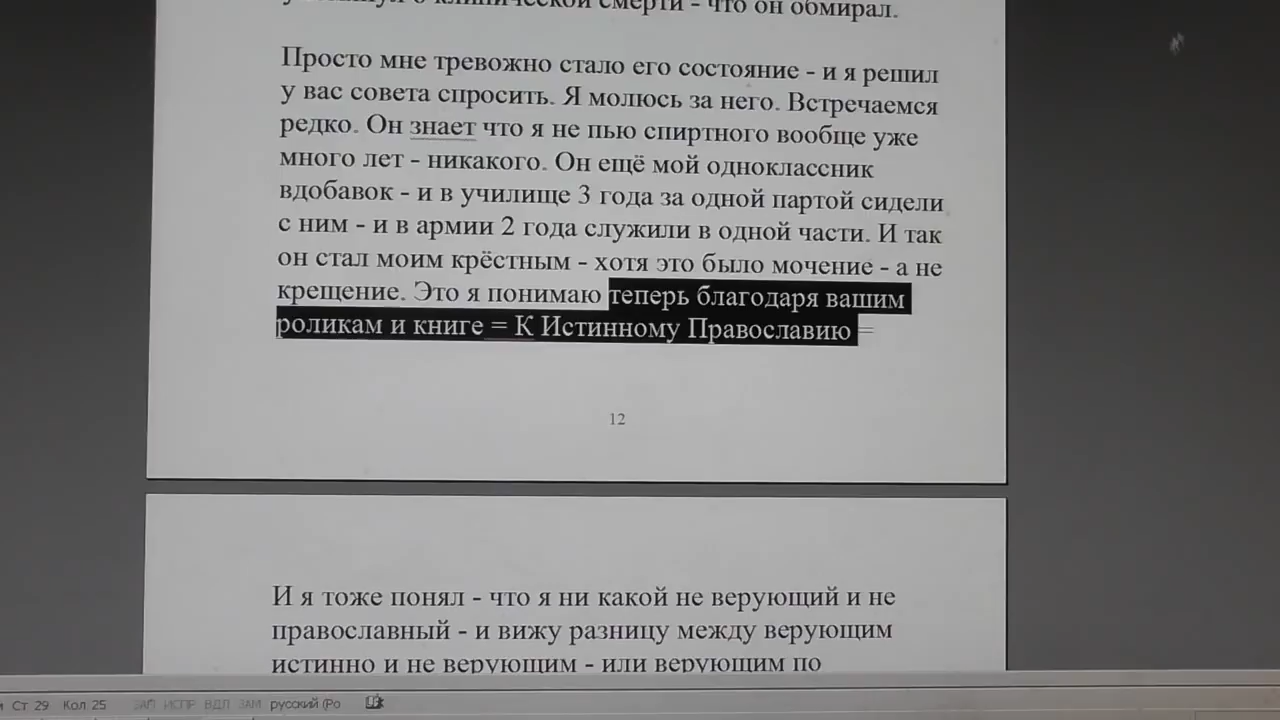 клинической смерти - что он обмирал.
Просто мне тревожно стало его состояние - и я решил
у вас совета спросить. Я молюсь за него. Встречаемся
редко. Он знает что я не пью спиртного вообще уже
много лет - никакого. Он ещё мой одноклассник
вдобавок - и в училище 3 года за одной партой сидели
с ним - и в армии 2 года служили в одной части. И так
он стал моим крёстным - хотя это было мочение - а не
крещение. Это я понимаю теперь благодаря вашим
роликам и книге = К Истинному Православию =
12
И я тоже понял - что я ни какой не верующий и не
православный - и вижу разницу между верующим
истинно и не верующим - или верующим по
Ст 29 Кол 25 ЗАП ИСПР ВДЛ ЗАМ русский (Ро